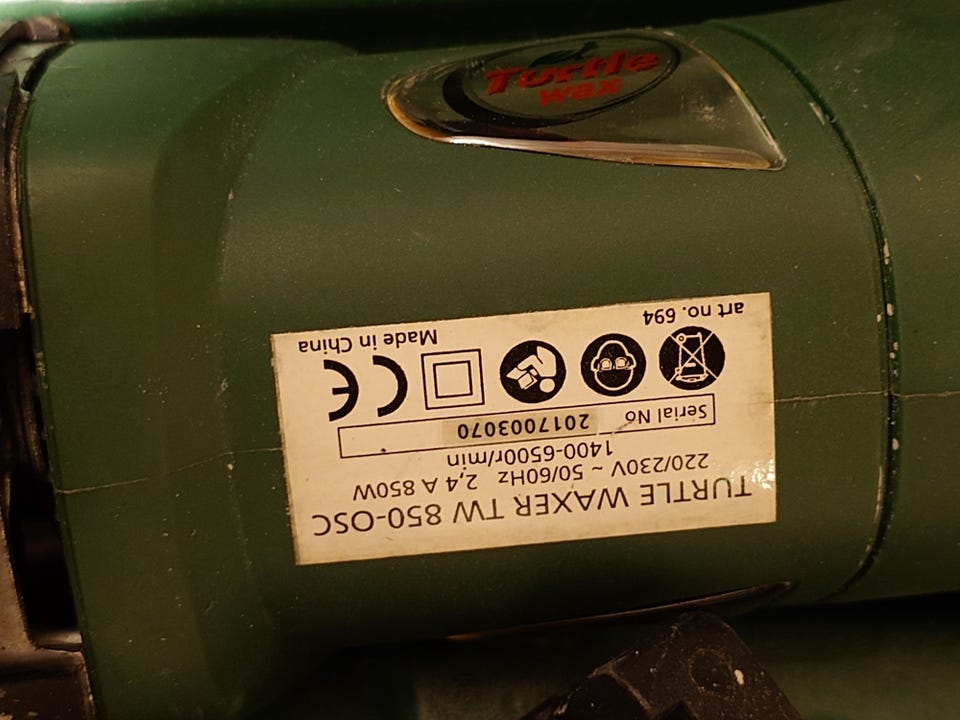 Turtle
wax
TURTLE WAXER TW 850-OSC
220/230V ~ 50/60Hz 2,4 A 850W
1400-6500r/min
Serial No 2017003070
CE
art no. 694
Made in China